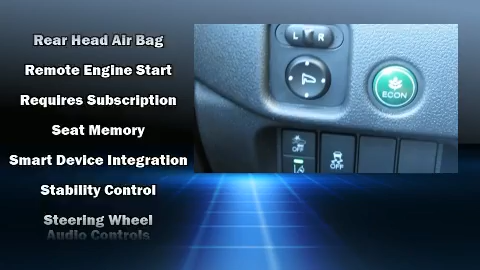 Rear Head Air Bag
Remote Engine Start
Requires Subscription
Seat Memory
Smart Device Integration
Stability Control
Steering Wheel
Audio Controls
L R
ECON
OFF
OFF